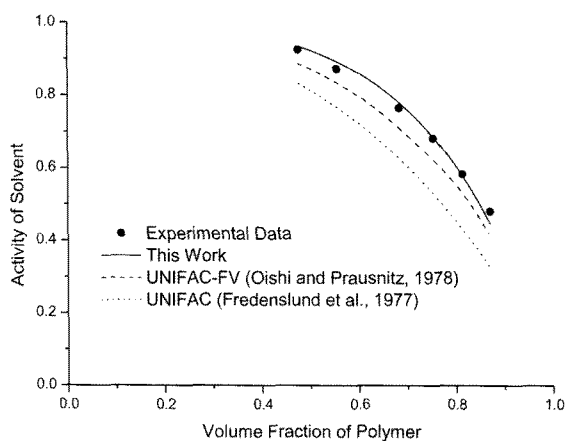 1.0
0.8
0.6
0.4
0.2
0.0
Activity of Solvent
Experimental Data
This Work
UNIFAC-FV (Oishi and Prausnitz, 1978)
UNIFAC (Fredenslund et al., 1977)
0.0 0.2 0.4 0.6 0.8 1.0
Volume Fraction of Polymer